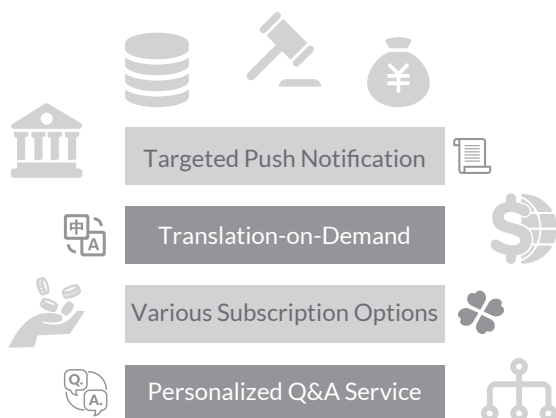 ¥
Targeted Push Notification
中
A
Translation-on-Demand
$
Various Subscription Options
Q.
A.
Personalized Q&A Service